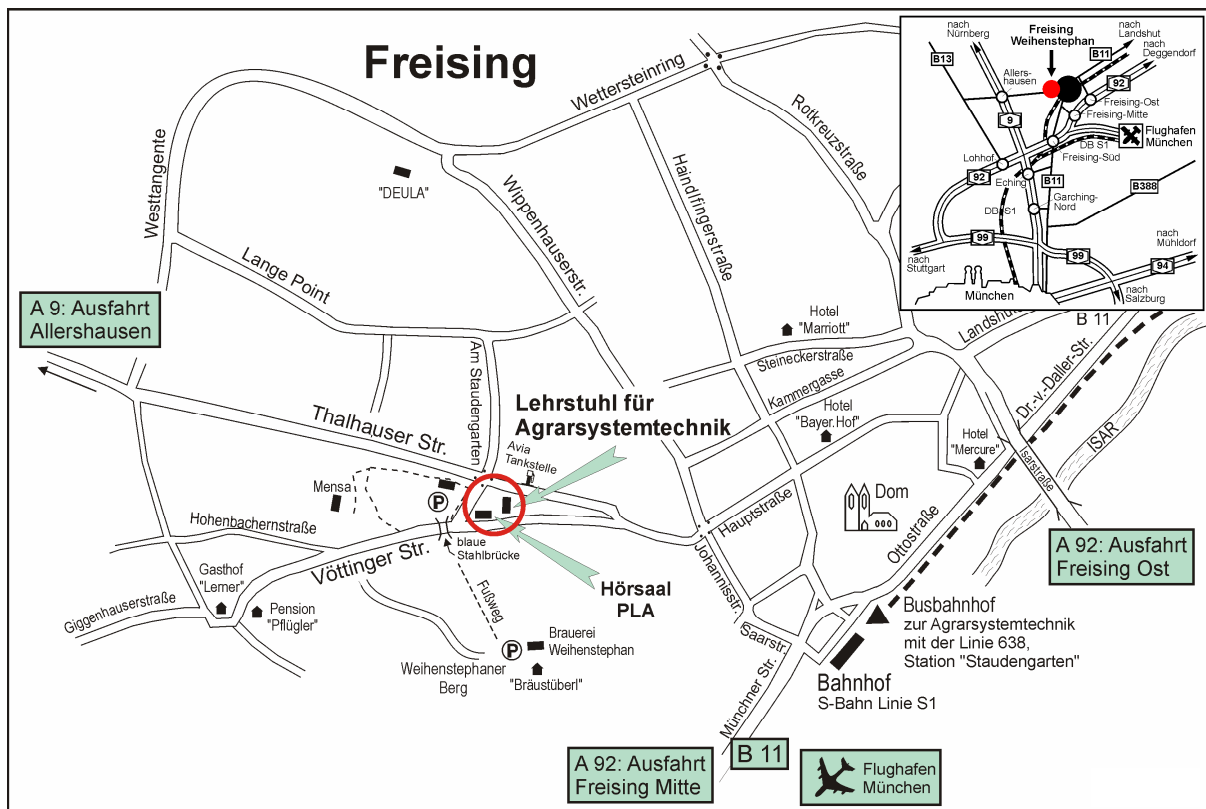 Freising
Wettersteinring
Westtangente
"DEULA"
Wippenhauserstr.
Haindlfingerstraße
Rotkreuzstraße
Lange Point
A 9: Ausfahrt
Allershausen
Am Staudengarten
Thalhauser Str.
Lehrstuhl für
Agrarsystemtechnik
Avia
Tankstelle
Hotel
"Marriott"
Steineckerstraße
Kammergasse
B 11
Dr.-v.-Daller-Str.
ISAR
Isarstraße
Hotel
"Bayer.Hof"
Hotel
"Mercure"
Mensa
P
Hohenbachernstraße
Vöttinger Str.
blaue
Stahlbrücke
Hauptstraße
Dom
Ottostraße
Johannisstr.
A 92: Ausfahrt
Freising Ost
Gasthof
"Lerner"
Giggenhauserstraße
Pension
"Pflügler"
Fußweg
Hörsaal
PLA
P
Brauerei
Weihenstephan
Weihenstephaner
Berg
"Bräustüberl"
Saarstr.
Münchner Str.
Busbahnhof
zur Agrarsystemtechnik
mit der Linie 638,
Station "Staudengarten"
Bahnhof
S-Bahn Linie S1
A 92: Ausfahrt
Freising Mitte
B 11
Flughafen
München
nach
Nürnberg
Freising
Weihenstephan
nach
Landshut
nach
Deggendorf
B13
B11
Allers-
hausen
92
9
Freising-Ost
Freising-Mitte
Flughafen
München
DB S1
Freising-Süd
Lohhof
92
Eching
B11
B388
Garching-
Nord
DB S1
99
99
nach
Stuttgart
nach
Mühldorf
94
nach
Salzburg
München